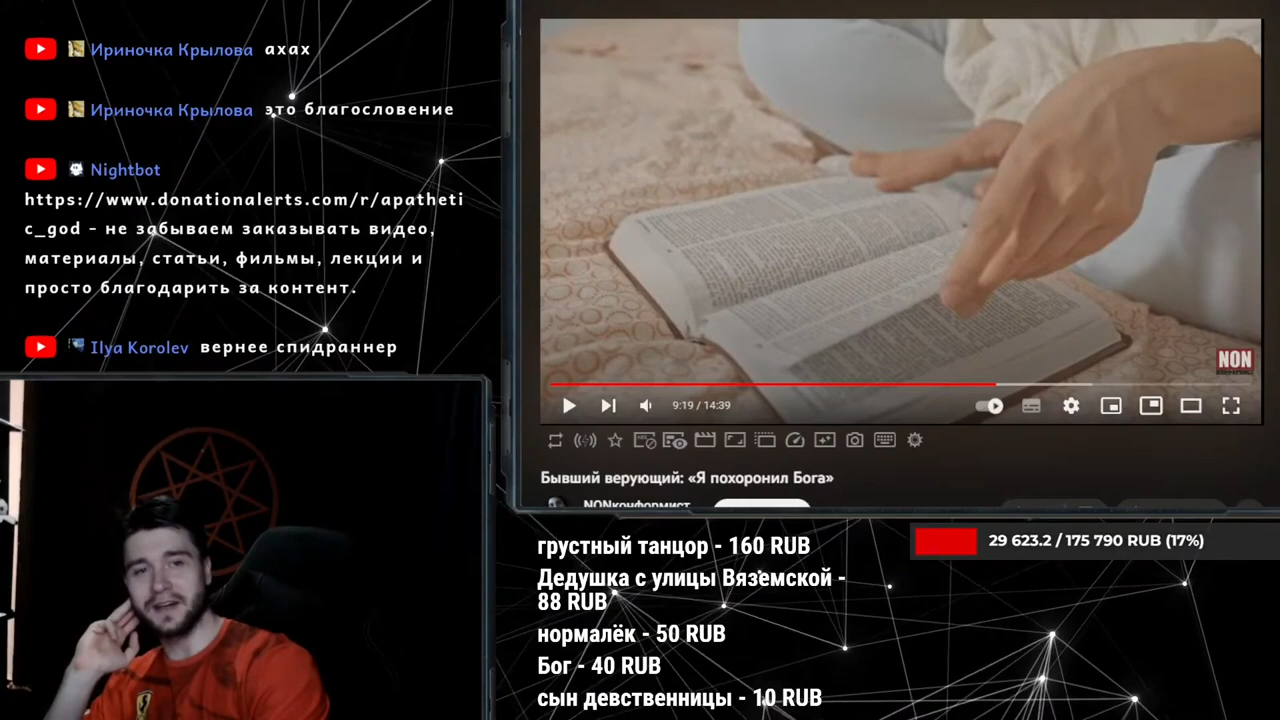 Ириночка Крылова ахах
Ириночка Крылова это благословение
Nightbot
https://www.donationalerts.com/r/apatheti
c_god - не забываем заказывать видео,
материалы, статьи, фильмы, лекции и
просто благодарить за контент.
Ilya Korolev вернее спидраннер
NON
9:19 / 14:39
Бывший верующий: «Я похоронил Бога»
NONконформист
29 623.2 / 175 790 RUB (17%)
грустный танцор - 160 RUB
Дедушка с улицы Вяземской -
88 RUB
нормалёк - 50 RUB
Бог - 40 RUB
сын девственницы - 10 RUB